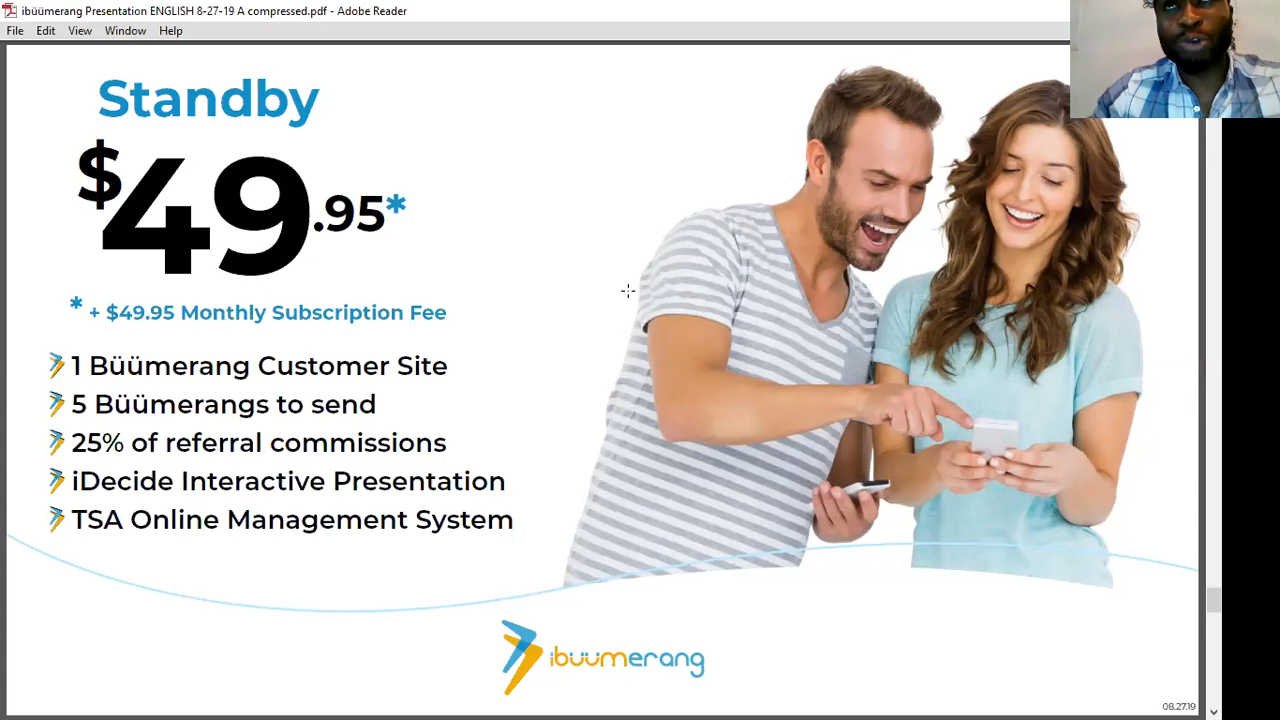 ibüümerang Presentation ENGLISH 8-27-19 A compressed.pdf - Adobe Reader
File Edit View Window Help
Standby
$49.95*
* + $49.95 Monthly Subscription Fee
1 Büümerang Customer Site
5 Büümerangs to send
25% of referral commissions
iDecide Interactive Presentation
TSA Online Management System
ibüümerang
08.27.19